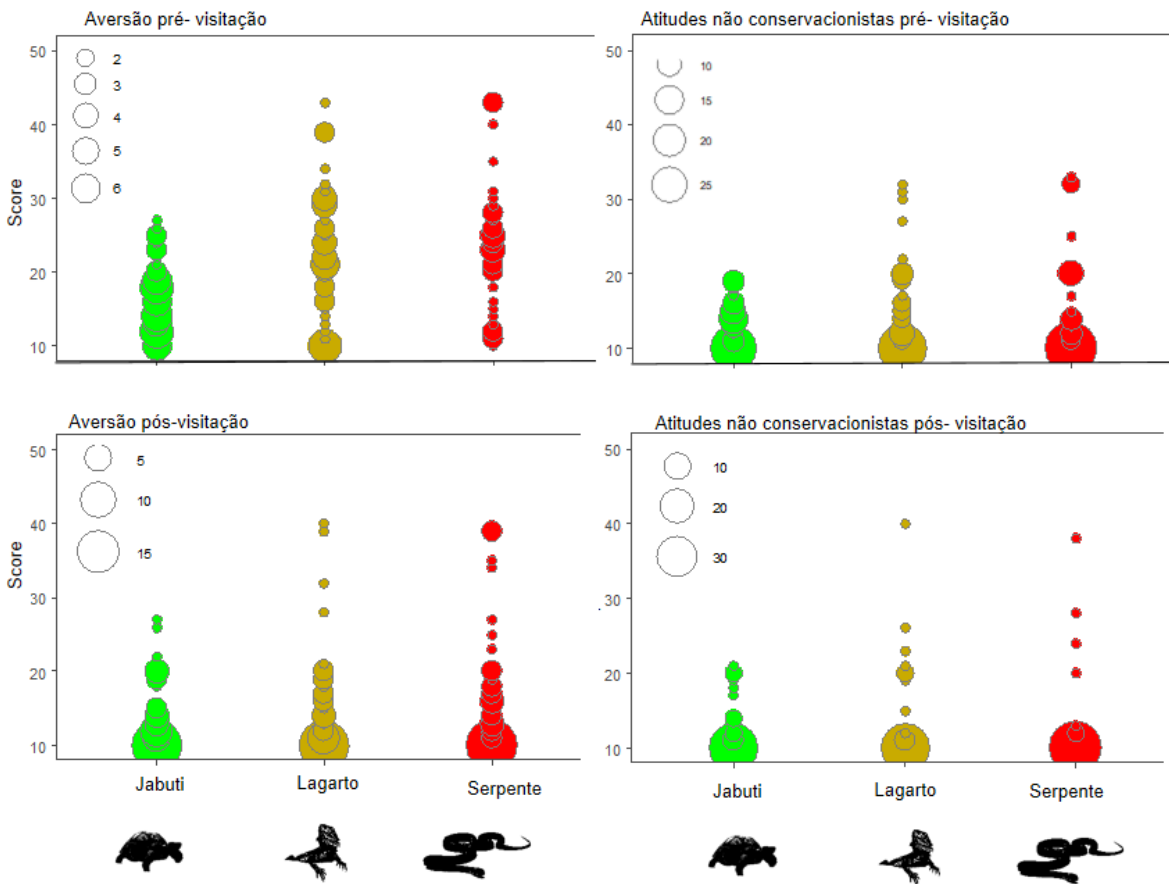 Aversão pré- visitação
Atitudes não conservacionistas pré- visitação
50
40
30
20
10
Score
2
3
4
5
6
50
40
30
20
10
10
15
20
25
Aversão pós-visitação
Atitudes não conservacionistas pós- visitação
50
40
30
20
10
Score
5
10
15
50
40
30
20
10
10
20
30
Jabuti
Lagarto
Serpente
Jabuti
Lagarto
Serpente